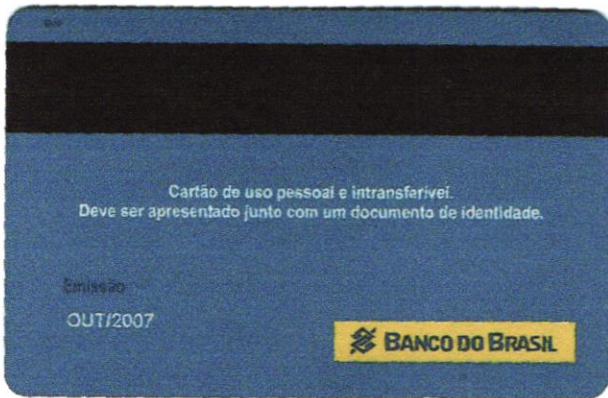 Cartão de uso pessoal e intransferível.
Deve ser apresentado junto com um documento de identidade.
Emissão
OUT/2007
BANCO DO BRASIL